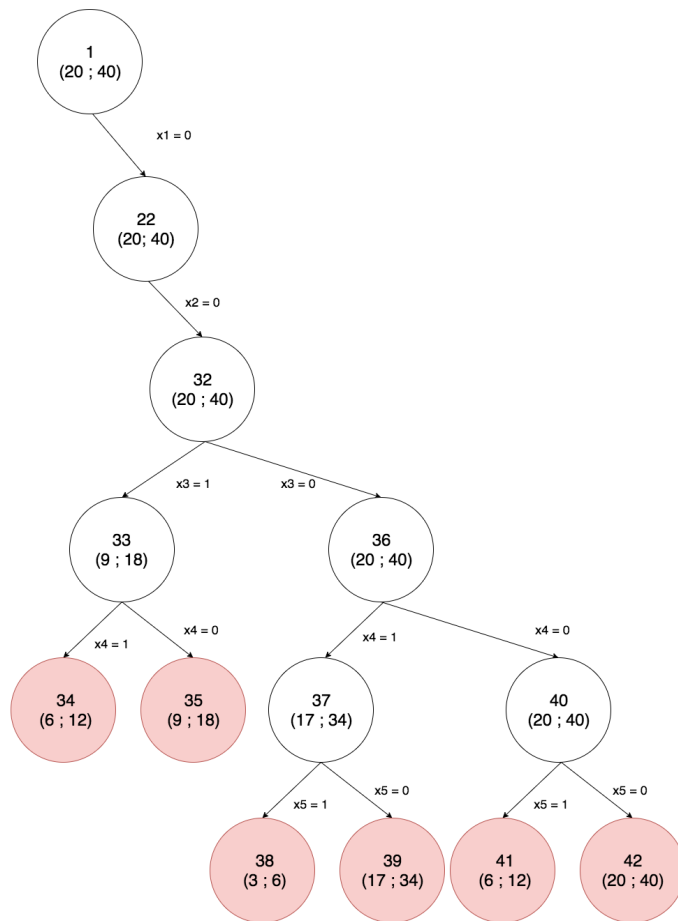 1
(20 ; 40)
x1 = 0
22
(20; 40)
x2 = 0
32
(20 ; 40)
x3 = 1
x3 = 0
33
(9 ; 18)
36
(20 ; 40)
x4 = 1
x4 = 0
x4 = 1
x4 = 0
34
(6 ; 12)
35
(9 ; 18)
37
(17 ; 34)
40
(20 ; 40)
x5 = 1
x5 = 0
x5 = 1
x5 = 0
38
(3 ; 6)
39
(17 ; 34)
41
(6 ; 12)
42
(20 ; 40)